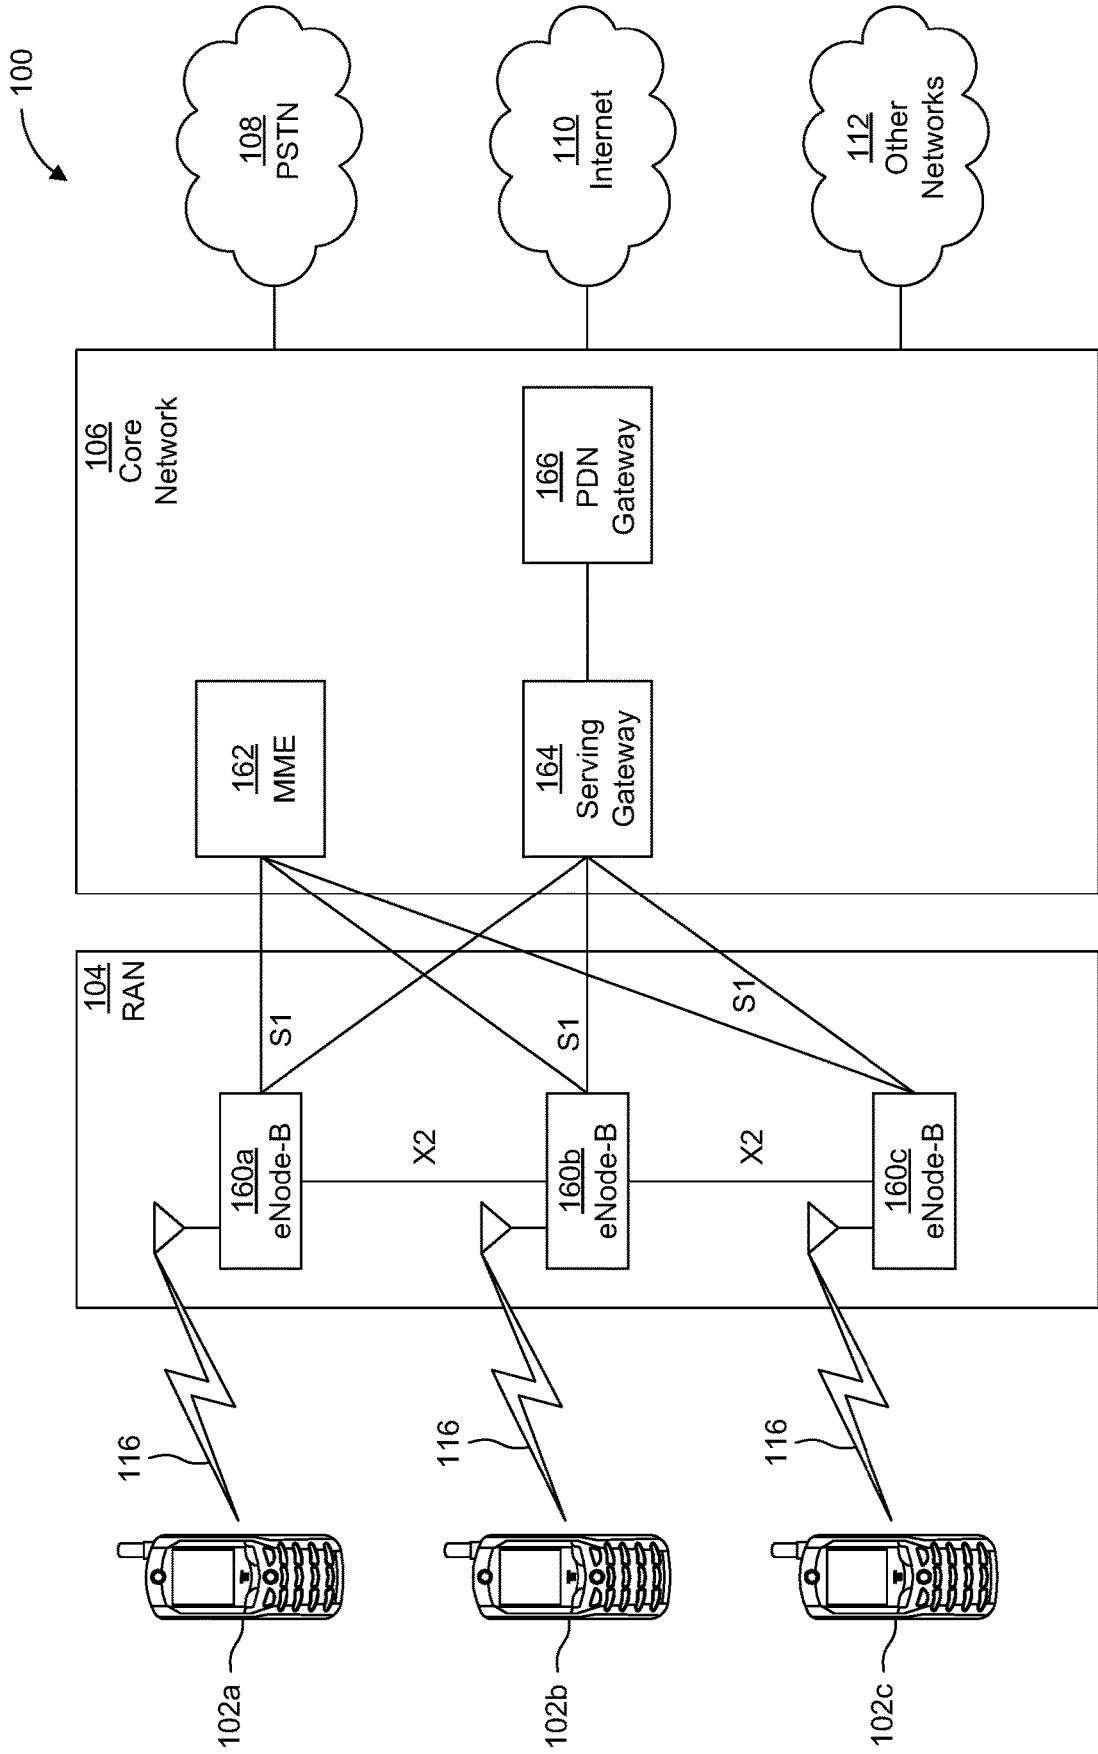 100
108
PSTN
110
Internet
112
Other
Networks
106
Core
Network
166
PDN
Gateway
162
MME
164
Serving
Gateway
104
RAN
S1
S1
S1
160a
eNode-B
X2
160b
eNode-B
X2
160c
eNode-B
116
116
116
102a
102b
102c